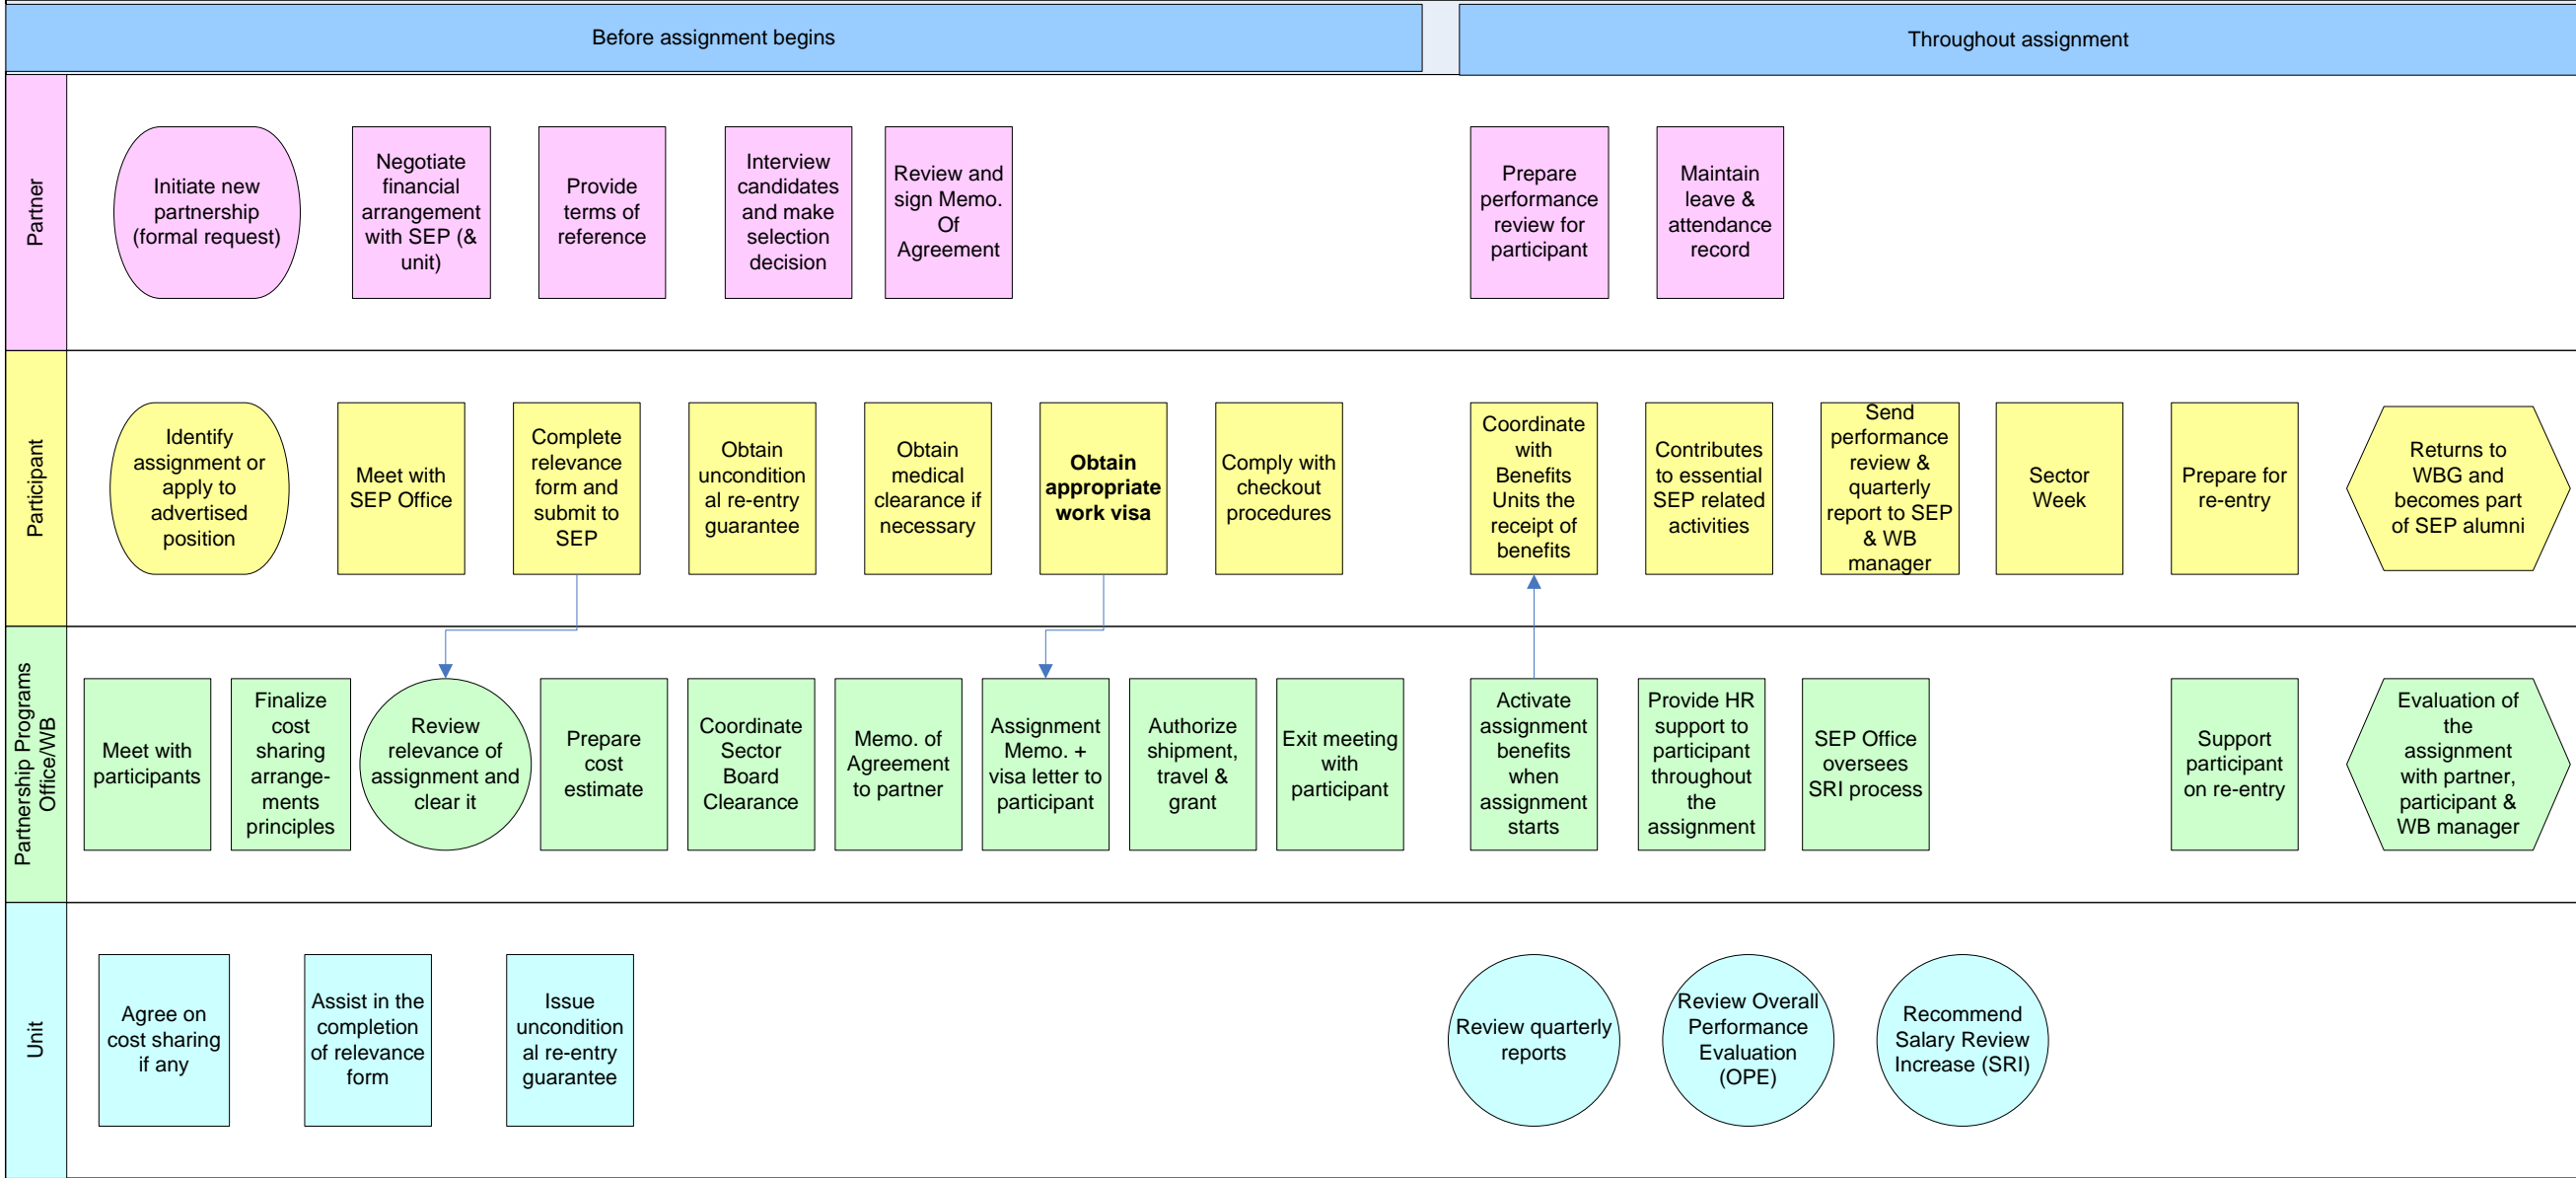 Before assignment begins
Throughout assignment
Partner
Initiate new
partnership
(formal request)
Negotiate
financial
arrangement
with SEP (&
unit)
Provide
terms of
reference
Interview
candidates
and make
selection
decision
Review and
sign Memo.
Of
Agreement
Prepare
performance
review for
participant
Maintain
leave &
attendance
record
Participant
Identify
assignment or
apply to
advertised
position
Meet with
SEP Office
Complete
relevance
form and
submit to
SEP
Obtain
uncondition
al re-entry
guarantee
Obtain
medical
clearance if
necessary
Obtain
appropriate
work visa
Comply with
checkout
procedures
Coordinate
with
Benefits
Units the
receipt of
benefits
Contributes
to essential
SEP related
activities
Send
performance
review &
quarterly
report to SEP
& WB
manager
Sector
Week
Prepare for
re-entry
Returns to
WBG and
becomes part
of SEP alumni
Partnership Programs
Office/WB
Meet with
participants
Finalize
cost
sharing
arrange-
ments
principles
Review
relevance of
assignment and
clear it
Prepare
cost
estimate
Coordinate
Sector
Board
Clearance
Memo. of
Agreement
to partner
Assignment
Memo. +
visa letter to
participant
Authorize
shipment,
travel &
grant
Exit meeting
with
participant
Activate
assignment
benefits
when
assignment
starts
Provide HR
support to
participant
throughout
the
assignment
SEP Office
oversees
SRI process
Support
participant
on re-entry
Evaluation of
the
assignment
with partner,
participant &
WB manager
Unit
Agree on
cost sharing
if any
Assist in the
completion
of relevance
form
Issue
uncondition
al re-entry
guarantee
Review quarterly
reports
Review Overall
Performance
Evaluation
(OPE)
Recommend
Salary Review
Increase (SRI)